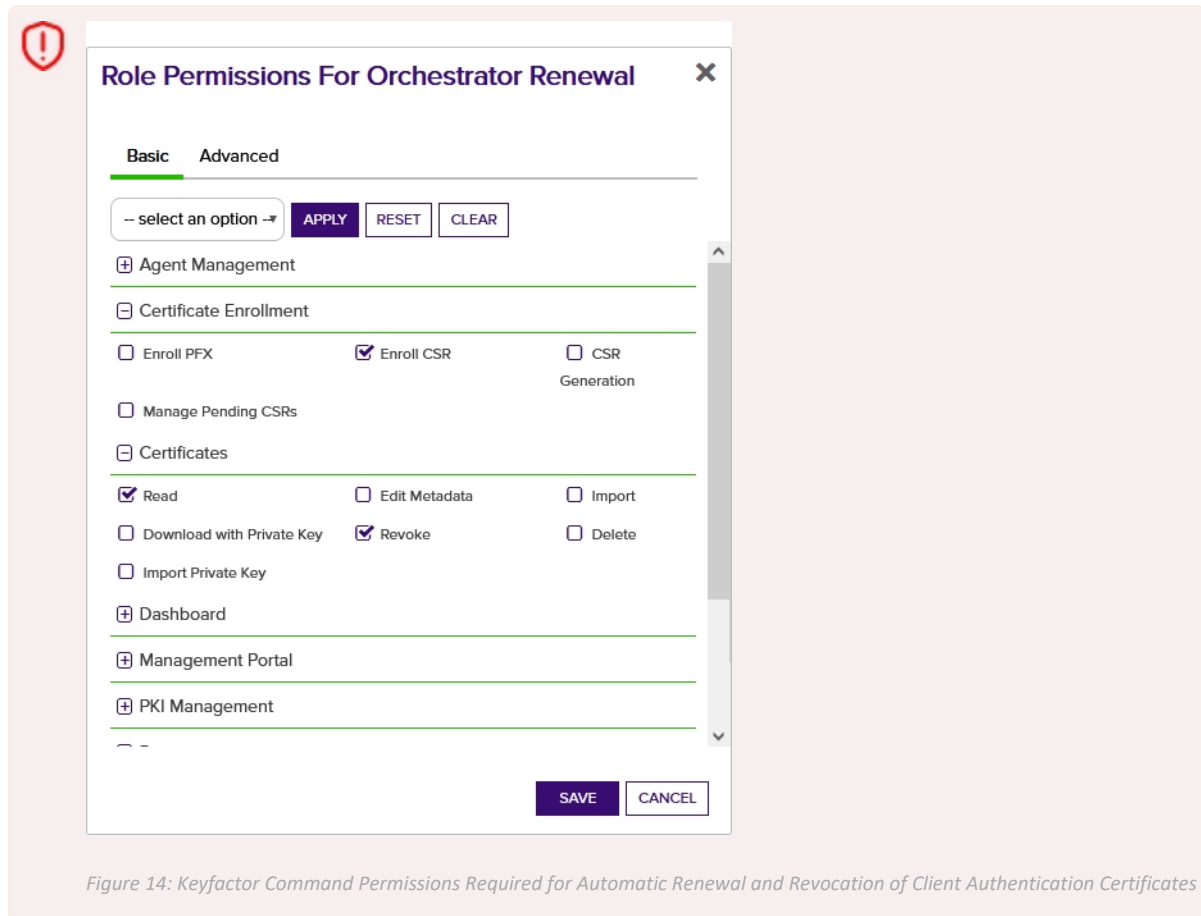 Role Permissions For Orchestrator Renewal
Basic Advanced
-- select an option -- APPLY RESET CLEAR
Agent Management
Certificate Enrollment
Enroll PFX Enroll CSR CSR
Generation
Manage Pending CSRs
Certificates
Read Edit Metadata Import
Download with Private Key Revoke Delete
Import Private Key
Dashboard
Management Portal
PKI Management
SAVE CANCEL
Figure 14: Keyfactor Command Permissions Required for Automatic Renewal and Revocation of Client Authentication Certificates